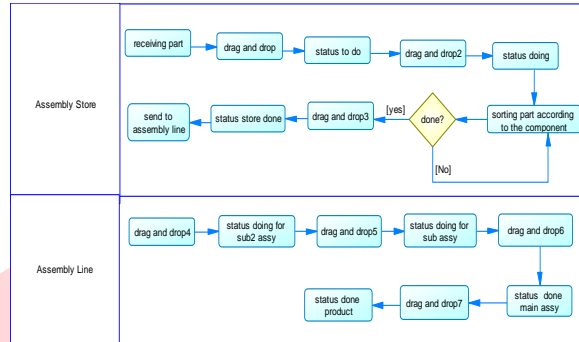 Assembly Store
receiving part
drag and drop
status to do
drag and drop2
status doing
sorting part according
to the component
done?
[yes]
[No]
drag and drop3
status store done
send to
assembly line
Assembly Line
drag and drop4
status doing for
sub2 assy
drag and drop5
status doing for
sub assy
drag and drop6
status done
main assy
drag and drop7
status done
product